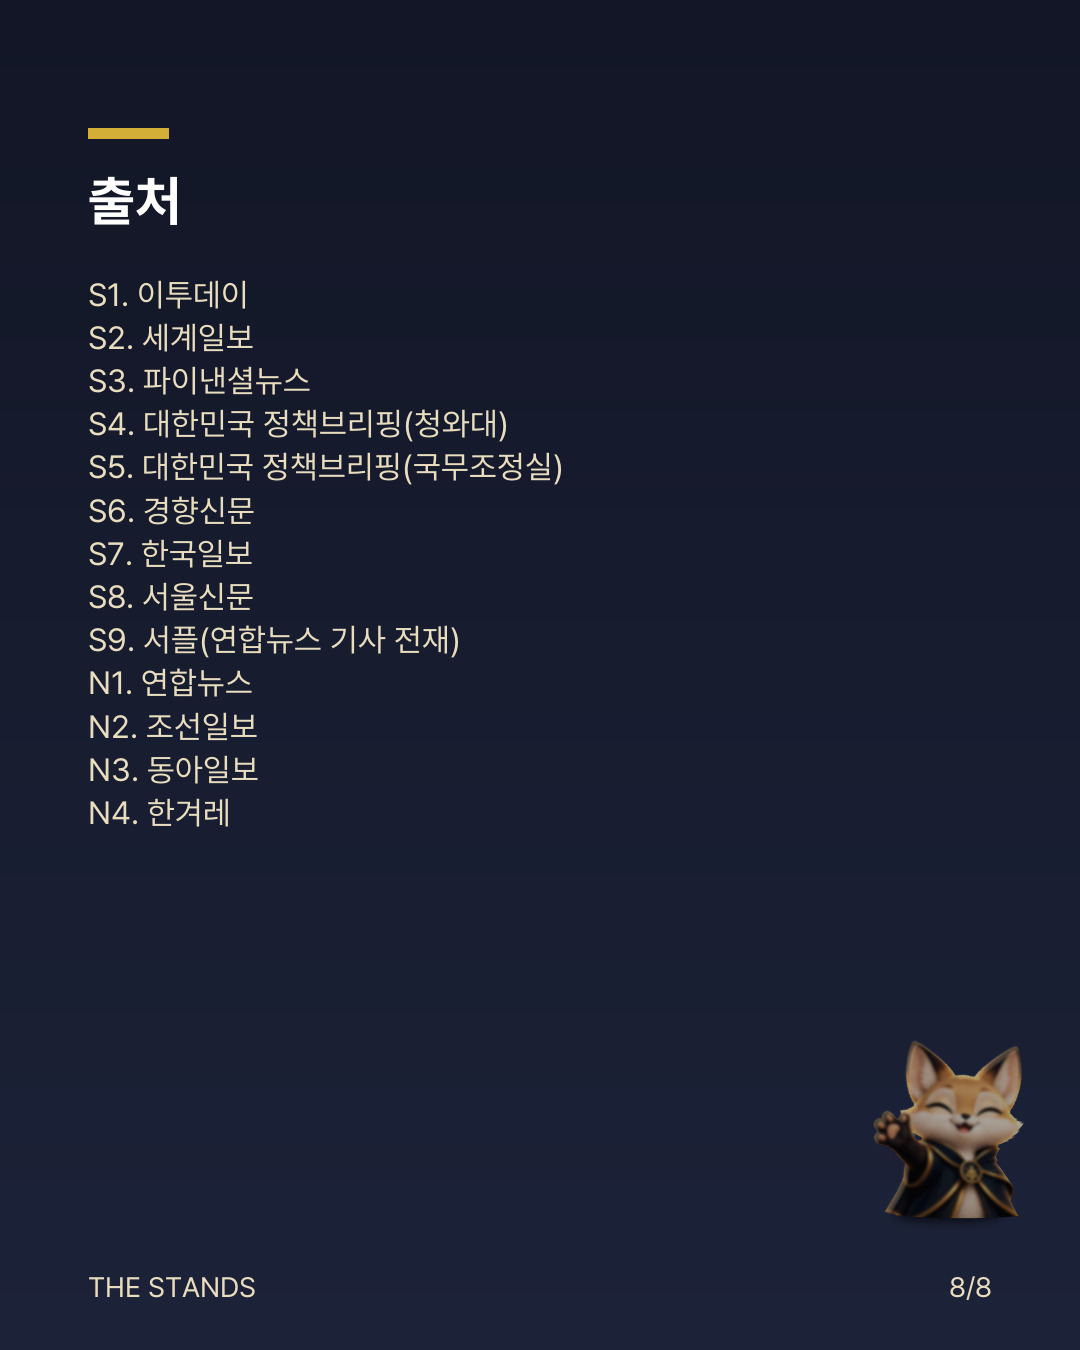 출처
S1. 이투데이
S2. 세계일보
S3. 파이낸셜뉴스
S4. 대한민국 정책브리핑(청와대)
S5. 대한민국 정책브리핑(국무조정실)
S6. 경향신문
S7. 한국일보
S8. 서울신문
S9. 서플(연합뉴스 기사 전재)
N1. 연합뉴스
N2. 조선일보
N3. 동아일보
N4. 한겨레
THE STANDS
8/8